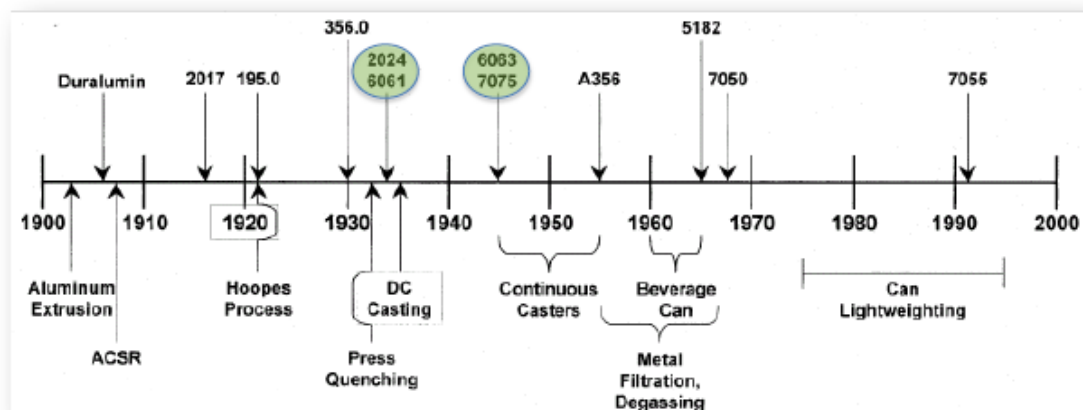 356.0
5182
2024
6061
6063
7075
Duralumin
2017
195.0
A356
7050
7055
1900
1910
1920
1930
1940
1950
1960
1970
1980
1990
2000
Aluminum
Extrusion
Hoopes
Process
DC
Casting
Continuous
Casters
Beverage
Can
Can
Lightweighting
ACSR
Press
Quenching
Metal
Filtration,
Degassing